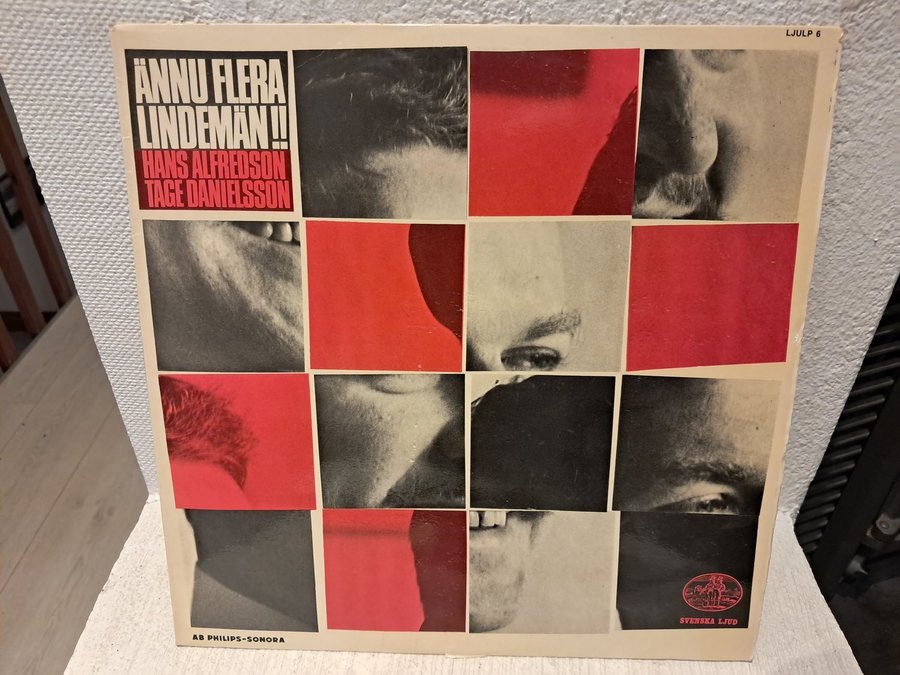 LJULP 6
ÄNNU FLERA
LINDEMÄN!!
HANS ALFREDSON
TAGE DANIELSSON
SVENSKA LJUD
AB PHILIPS-SONORA